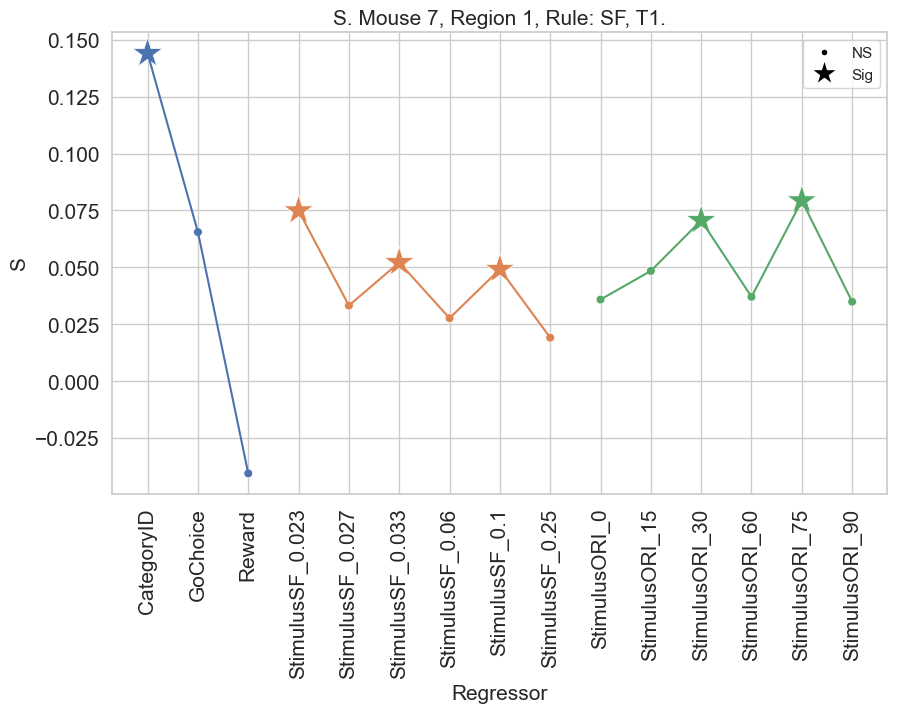 S. Mouse 7, Region 1, Rule: SF, T1.
NS
Sig
0.150
0.125
0.100
0.075
0.050
0.025
0.000
−0.025
S
CategoryID
GoChoice
Reward
StimulusSF_0.023
StimulusSF_0.027
StimulusSF_0.033
StimulusSF_0.06
StimulusSF_0.1
StimulusSF_0.25
StimulusORI_0
StimulusORI_15
StimulusORI_30
StimulusORI_60
StimulusORI_75
StimulusORI_90
Regressor